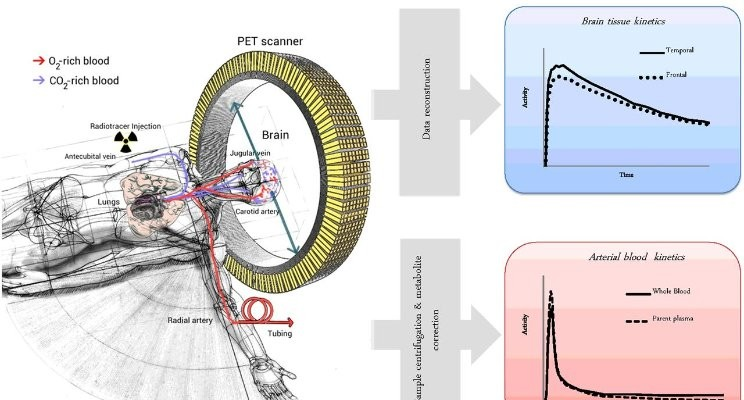 PET scanner
O2-rich blood
CO2-rich blood
Radiotracer Injection
Antecubital vein
Brain
Jugular vein
Lungs
Carotid artery
Radial artery
Tubing
Data reconstruction
Brain tissue kinetics
Temporal
Frontal
Activity
Time
ample centrifugation & metabolite
correction
Arterial blood kinetics
Whole Blood
Parent plasma
Activity